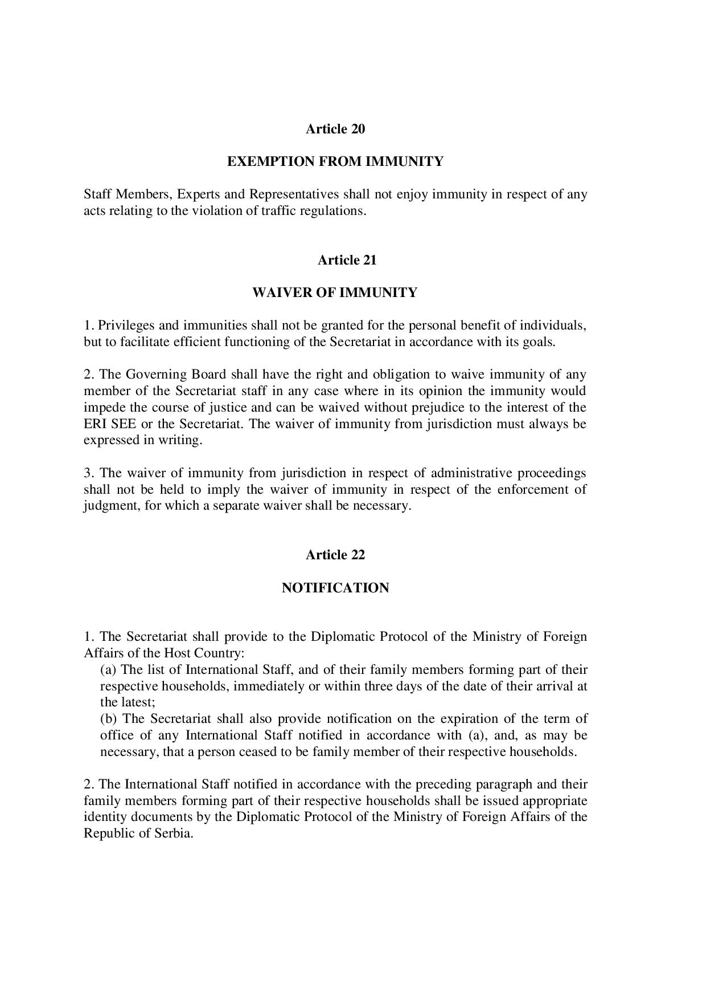 Article 20
EXEMPTION FROM IMMUNITY
Staff Members, Experts and Representatives shall not enjoy immunity in respect of any
acts relating to the violation of traffic regulations.
Article 21
WAIVER OF IMMUNITY
1. Privileges and immunities shall not be granted for the personal benefit of individuals,
but to facilitate efficient functioning of the Secretariat in accordance with its goals.
2. The Governing Board shall have the right and obligation to waive immunity of any
member of the Secretariat staff in any case where in its opinion the immunity would
impede the course of justice and can be waived without prejudice to the interest of the
ERI SEE or the Secretariat. The waiver of immunity from jurisdiction must always be
expressed in writing.
3. The waiver of immunity from jurisdiction in respect of administrative proceedings
shall not be held to imply the waiver of immunity in respect of the enforcement of
judgment, for which a separate waiver shall be necessary.
Article 22
NOTIFICATION
1. The Secretariat shall provide to the Diplomatic Protocol of the Ministry of Foreign
Affairs of the Host Country:
(a) The list of International Staff, and of their family members forming part of their
respective households, immediately or within three days of the date of their arrival at
the latest;
(b) The Secretariat shall also provide notification on the expiration of the term of
office of any International Staff notified in accordance with (a), and, as may be
necessary, that a person ceased to be family member of their respective households.
2. The International Staff notified in accordance with the preceding paragraph and their
family members forming part of their respective households shall be issued appropriate
identity documents by the Diplomatic Protocol of the Ministry of Foreign Affairs of the
Republic of Serbia.